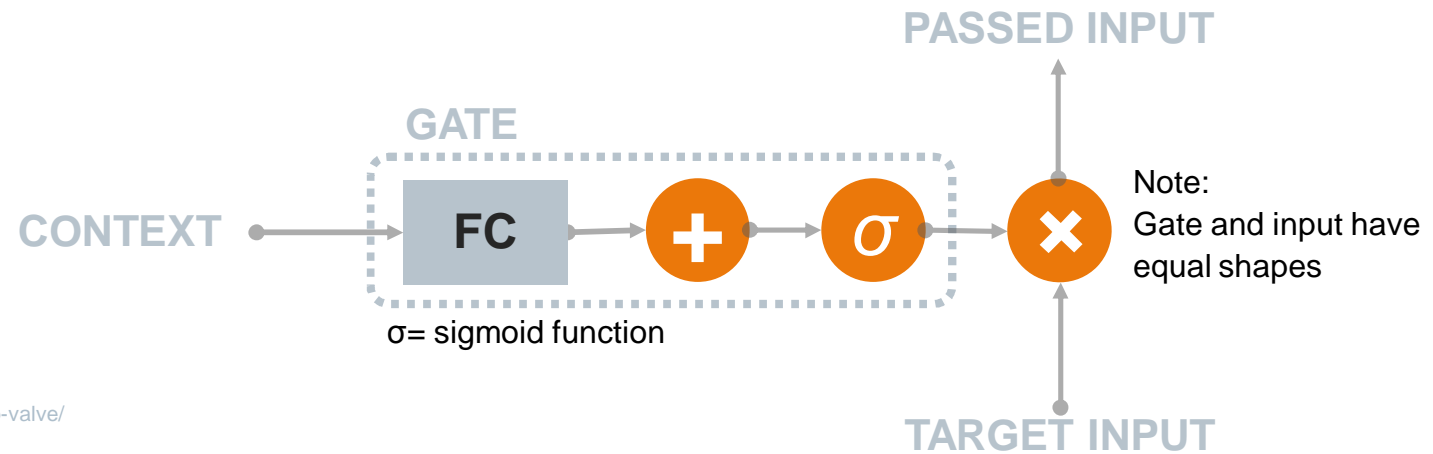 PASSED INPUT
GATE
CONTEXT
FC
+
σ
×
Note:
Gate and input have
equal shapes
σ= sigmoid function
-valve/
TARGET INPUT